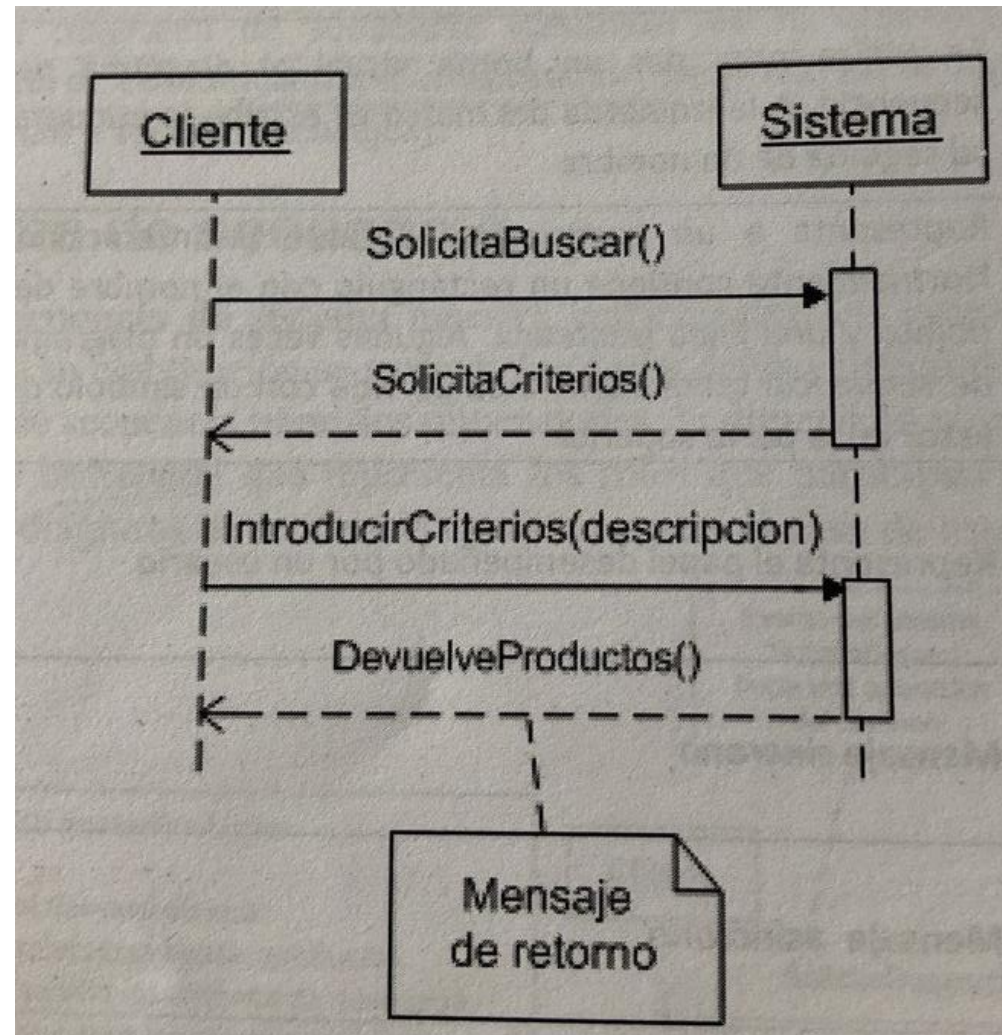 Cliente
Sistema
SolicitaBuscar()
SolicitaCriterios()
IntroducirCriterios(descripcion)
DevuelveProductos()
Mensaje
de retorno